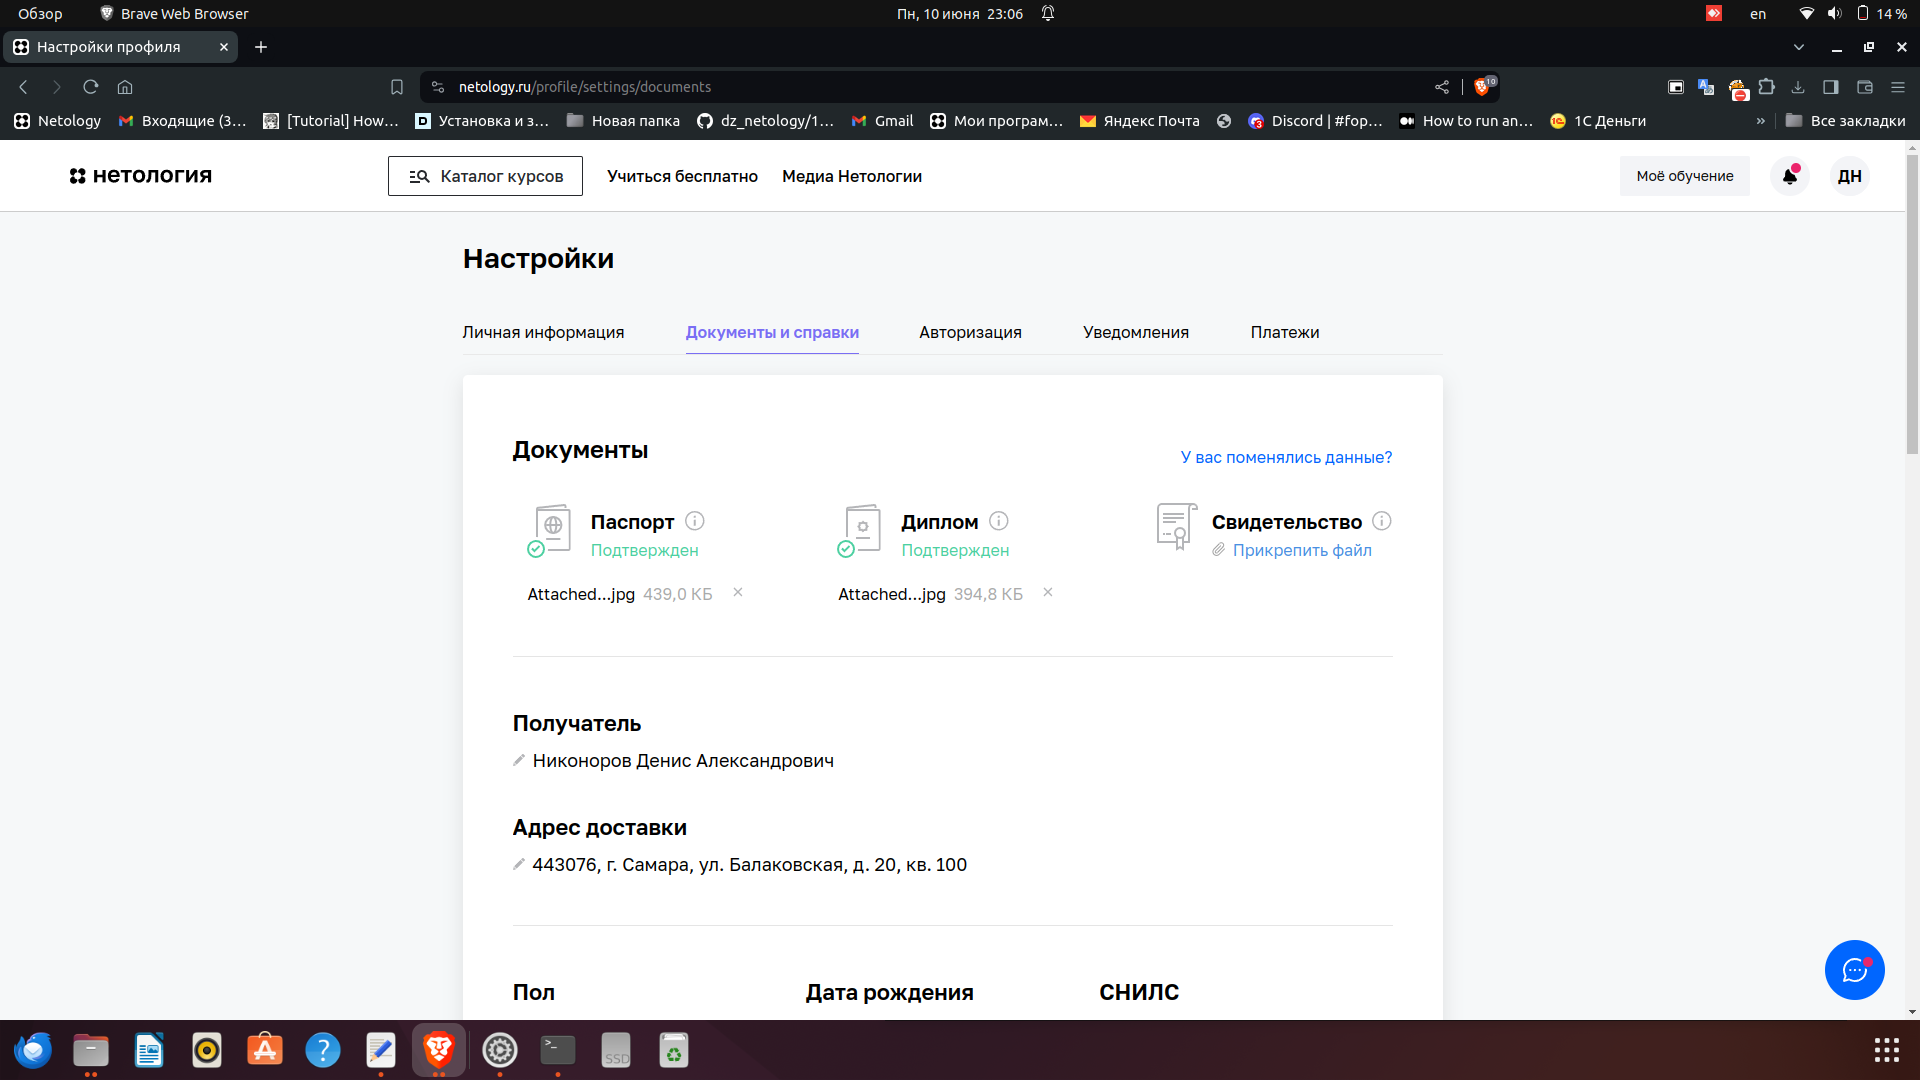 Обзор
Brave Web Browser
Пн, 10 июня 23:06
en
14 %
Настройки профиля
netology.ru/profile/settings/documents
10
Netology
Входящие (3...
[Tutorial] How...
Установка и з...
Новая папка
dz_netology/1...
Gmail
Мои програм...
Яндекс Почта
Discord | #fop...
How to run an...
1С Деньги
»
Все закладки
нетология
Каталог курсов
Учиться бесплатно
Медиа Нетологии
Моё обучение
ДН
Настройки
Личная информация
Документы и справки
Авторизация
Уведомления
Платежи
Документы
У вас поменялись данные?
Паспорт
Подтвержден
Диплом
Подтвержден
Свидетельство
Прикрепить файл
Attached...jpg 439,0 КБ
Attached...jpg 394,8 КБ
Получатель
Никоноров Денис Александрович
Адрес доставки
443076, г. Самара, ул. Балаковская, д. 20, кв. 100
Пол
Дата рождения
СНИЛС
SSD